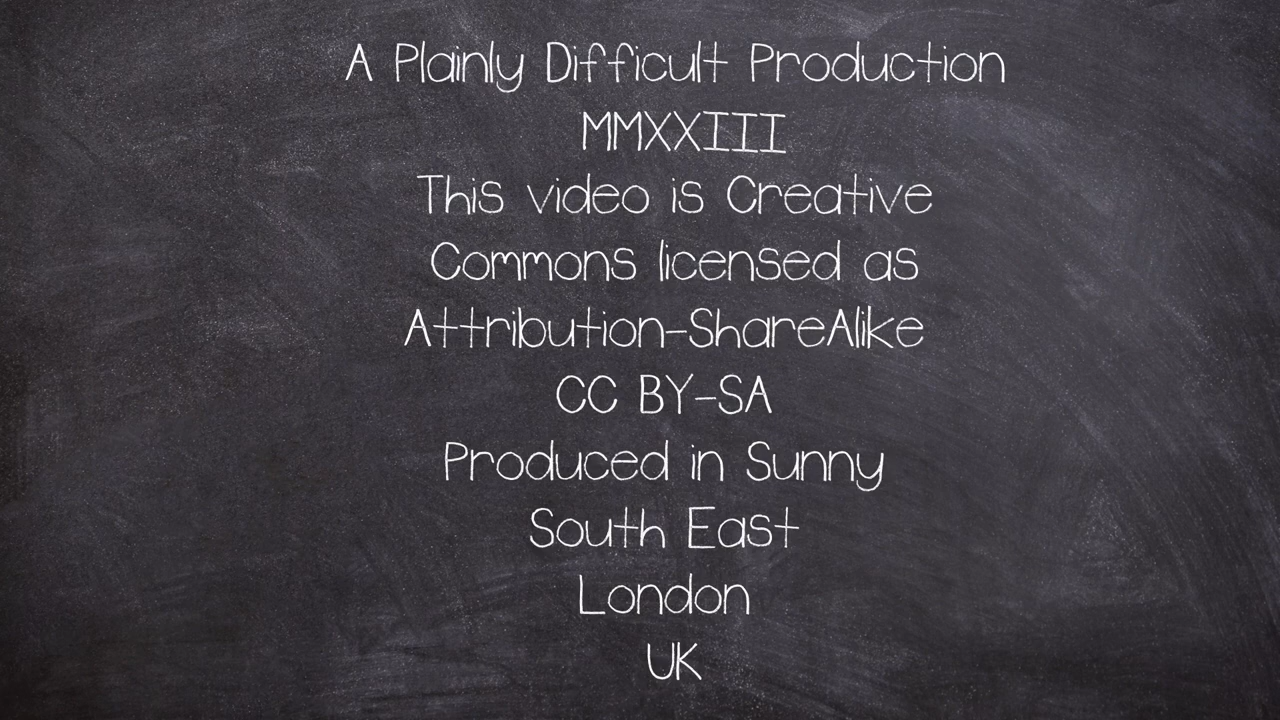 A Plainly Difficult Production
MMXXIII
This video is Creative
Commons licensed as
Attribution-ShareAlike
CC BY-SA
Produced in Sunny
South East
London
UK